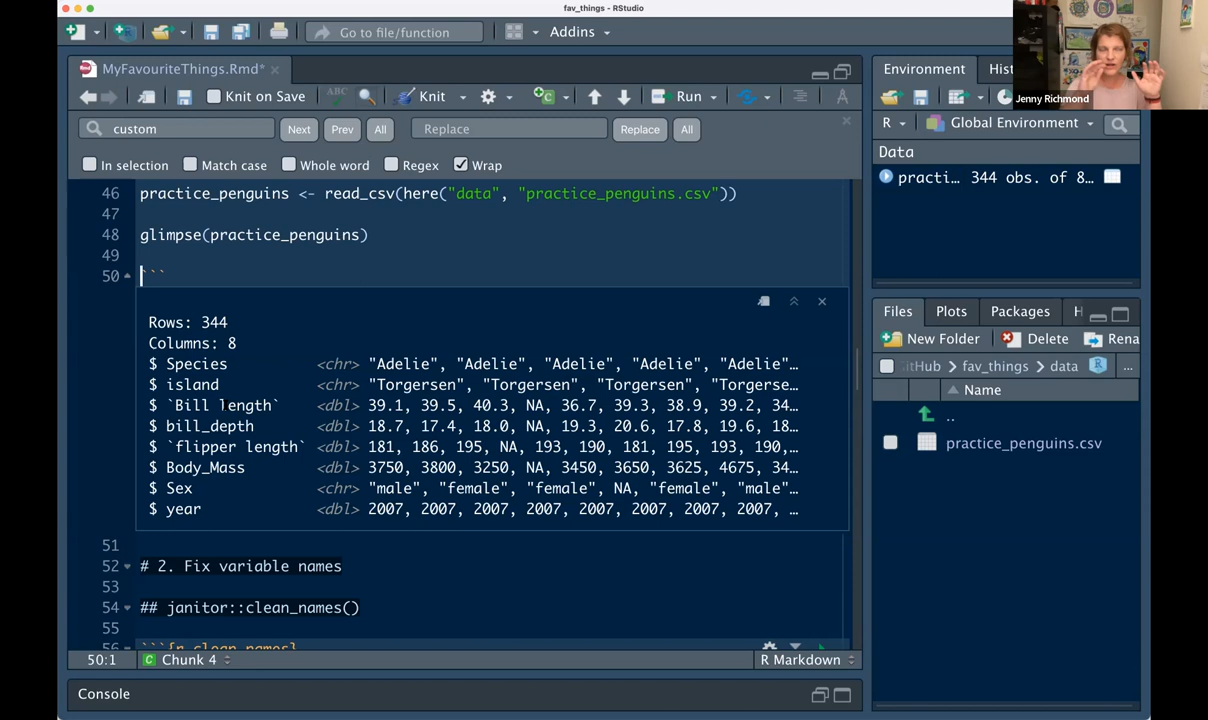 fav_things - RStudio
Go to file/function
Addins
MyFavouriteThings.Rmd*
Knit on Save
ABC
Knit
Run
custom
Next
Prev
All
Replace
Replace
All
In selection
Match case
Whole word
Regex
Wrap
46 practice_penguins <- read_csv(here("data", "practice_penguins.csv"))
47
48 glimpse(practice_penguins)
49
50 ```
Rows: 344
Columns: 8
$ Species <chr> "Adelie", "Adelie", "Adelie", "Adelie", "Adelie"…
$ island <chr> "Torgersen", "Torgersen", "Torgersen", "Torgerse…
$ `Bill length` <dbl> 39.1, 39.5, 40.3, NA, 36.7, 39.3, 38.9, 39.2, 34…
$ bill_depth <dbl> 18.7, 17.4, 18.0, NA, 19.3, 20.6, 17.8, 19.6, 18…
$ `flipper length` <dbl> 181, 186, 195, NA, 193, 190, 181, 195, 193, 190,…
$ Body_Mass <dbl> 3750, 3800, 3250, NA, 3450, 3650, 3625, 4675, 34…
$ Sex <chr> "male", "female", "female", NA, "female", "male"…
$ year <dbl> 2007, 2007, 2007, 2007, 2007, 2007, 2007, 2007, …
51
52 # 2. Fix variable names
53
54 ## janitor::clean_names()
55
56 ```{r clean_names}
50:1
Chunk 4
R Markdown
Console
Jenny Richmond
Environment
Hist
R
Global Environment
Data
practi… 344 obs. of 8…
Files
Plots
Packages
H
New Folder
Delete
Rena
GitHub
fav_things
data
…
Name
..
practice_penguins.csv